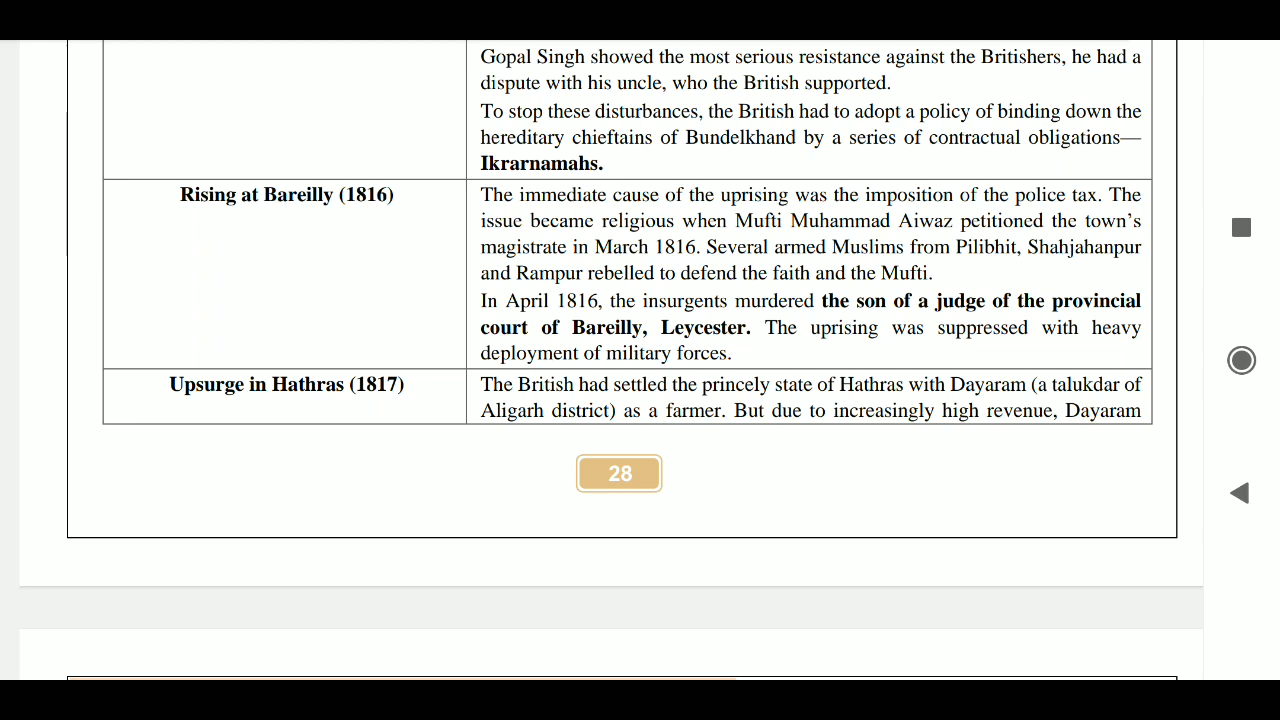 Gopal Singh showed the most serious resistance against the Britishers, he had a
dispute with his uncle, who the British supported.
To stop these disturbances, the British had to adopt a policy of binding down the
hereditary chieftains of Bundelkhand by a series of contractual obligations—
Ikrarnamahs.
Rising at Bareilly (1816)
The immediate cause of the uprising was the imposition of the police tax. The
issue became religious when Mufti Muhammad Aiwaz petitioned the town's
magistrate in March 1816. Several armed Muslims from Pilibhit, Shahjahanpur
and Rampur rebelled to defend the faith and the Mufti.
In April 1816, the insurgents murdered the son of a judge of the provincial
court of Bareilly, Leycester. The uprising was suppressed with heavy
deployment of military forces.
Upsurge in Hathras (1817)
The British had settled the princely state of Hathras with Dayaram (a talukdar of
Aligarh district) as a farmer. But due to increasingly high revenue, Dayaram
28